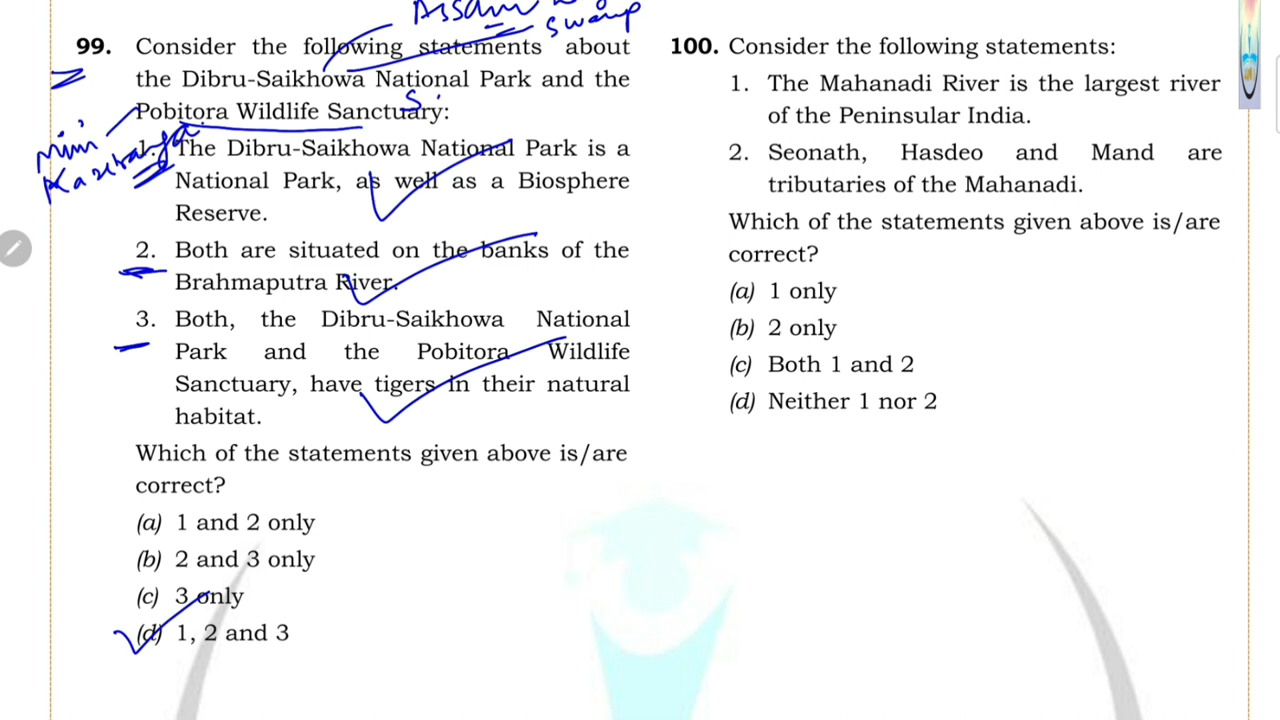 Assam
swamp
99. Consider the following statements about
the Dibru-Saikhowa National Park and the
Pobitora Wildlife Sanctuary:
Mini
Kaziranga
1. The Dibru-Saikhowa National Park is a
National Park, as well as a Biosphere
Reserve.
2. Both are situated on the banks of the
Brahmaputra River.
3. Both, the Dibru-Saikhowa National
Park and the Pobitora Wildlife
Sanctuary, have tigers in their natural
habitat.
Which of the statements given above is/are
correct?
(a) 1 and 2 only
(b) 2 and 3 only
(c) 3 only
(d) 1, 2 and 3
100. Consider the following statements:
1. The Mahanadi River is the largest river
of the Peninsular India.
2. Seonath, Hasdeo and Mand are
tributaries of the Mahanadi.
Which of the statements given above is/are
correct?
(a) 1 only
(b) 2 only
(c) Both 1 and 2
(d) Neither 1 nor 2